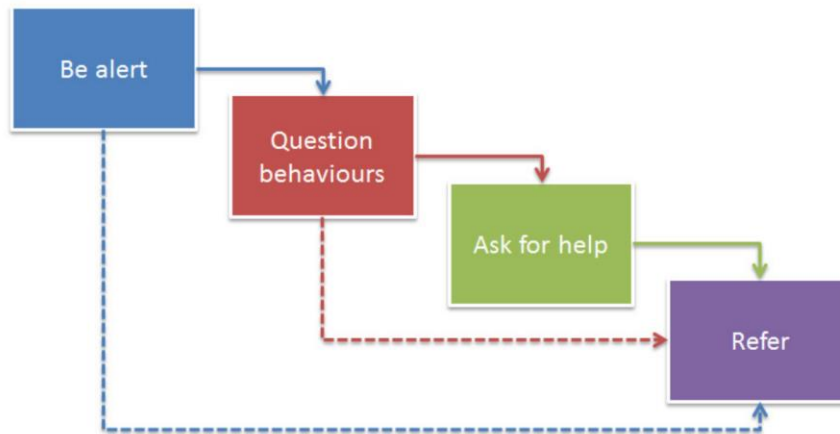 Be alert
Question
behaviours
Ask for help
Refer